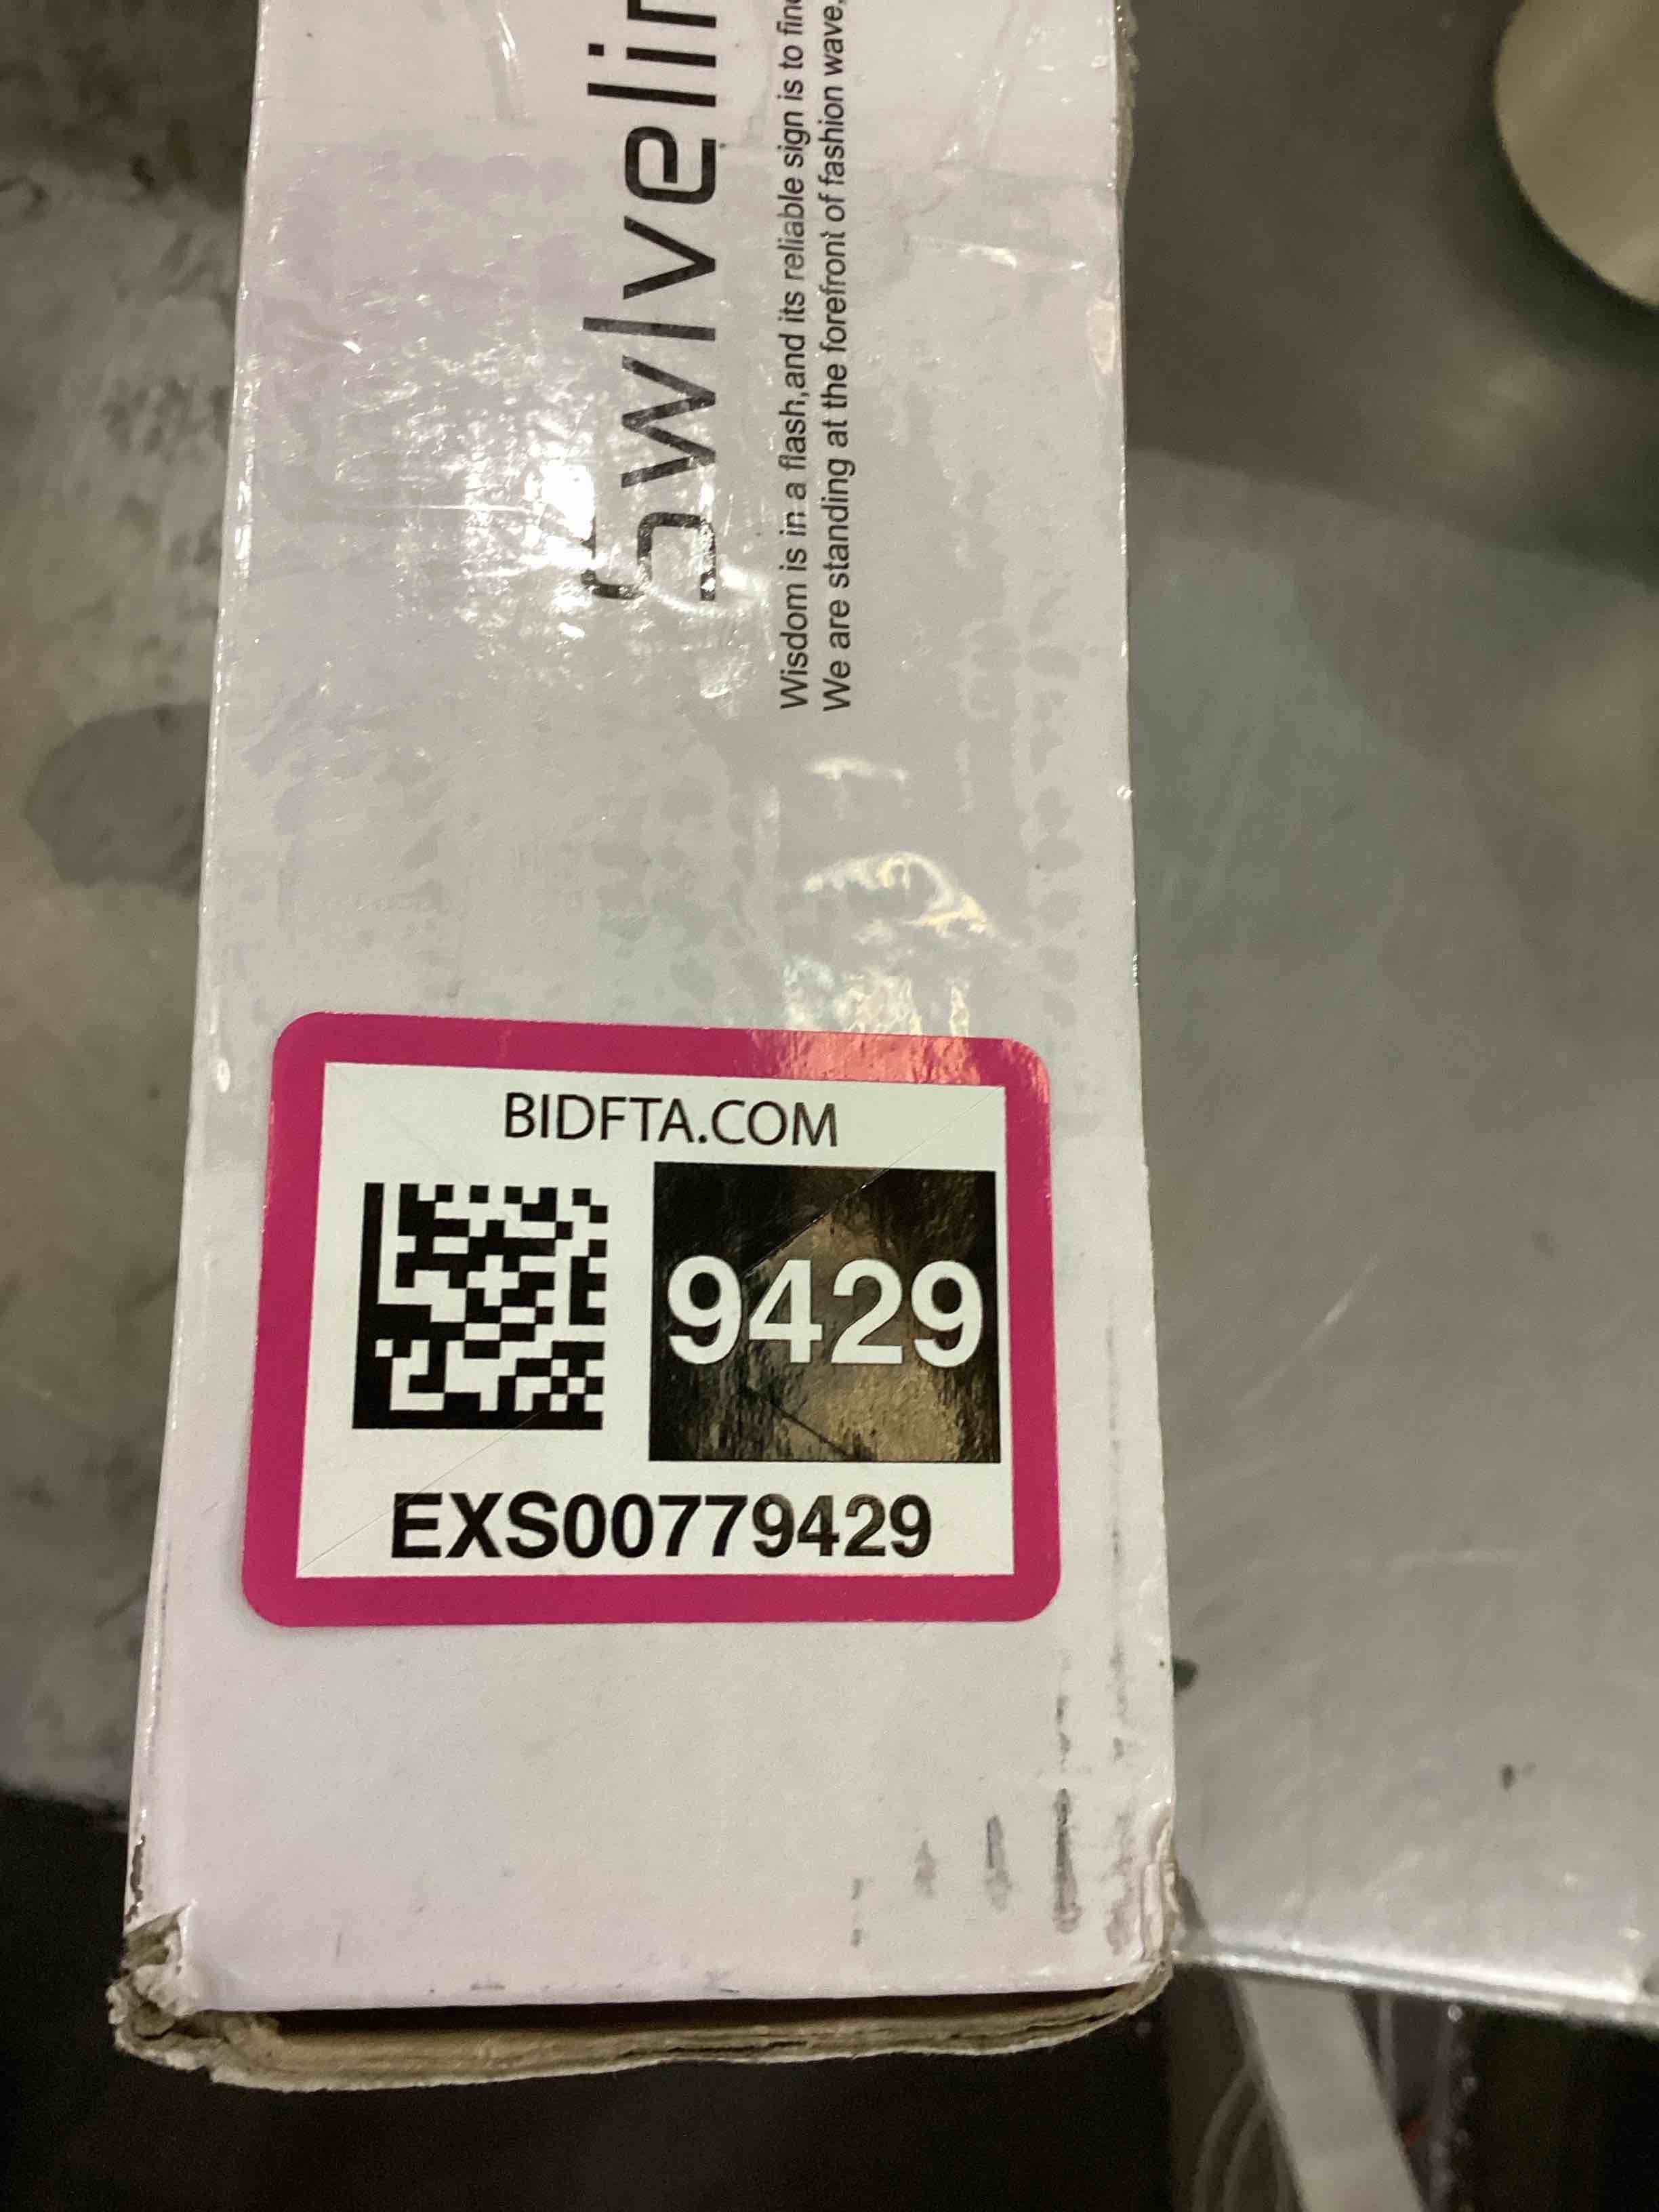 Wisdom is in a flash,and its reliable sign is to
We are standing at the forefront of fashion wave,
BIDFTA.COM
9429
EXS00779429